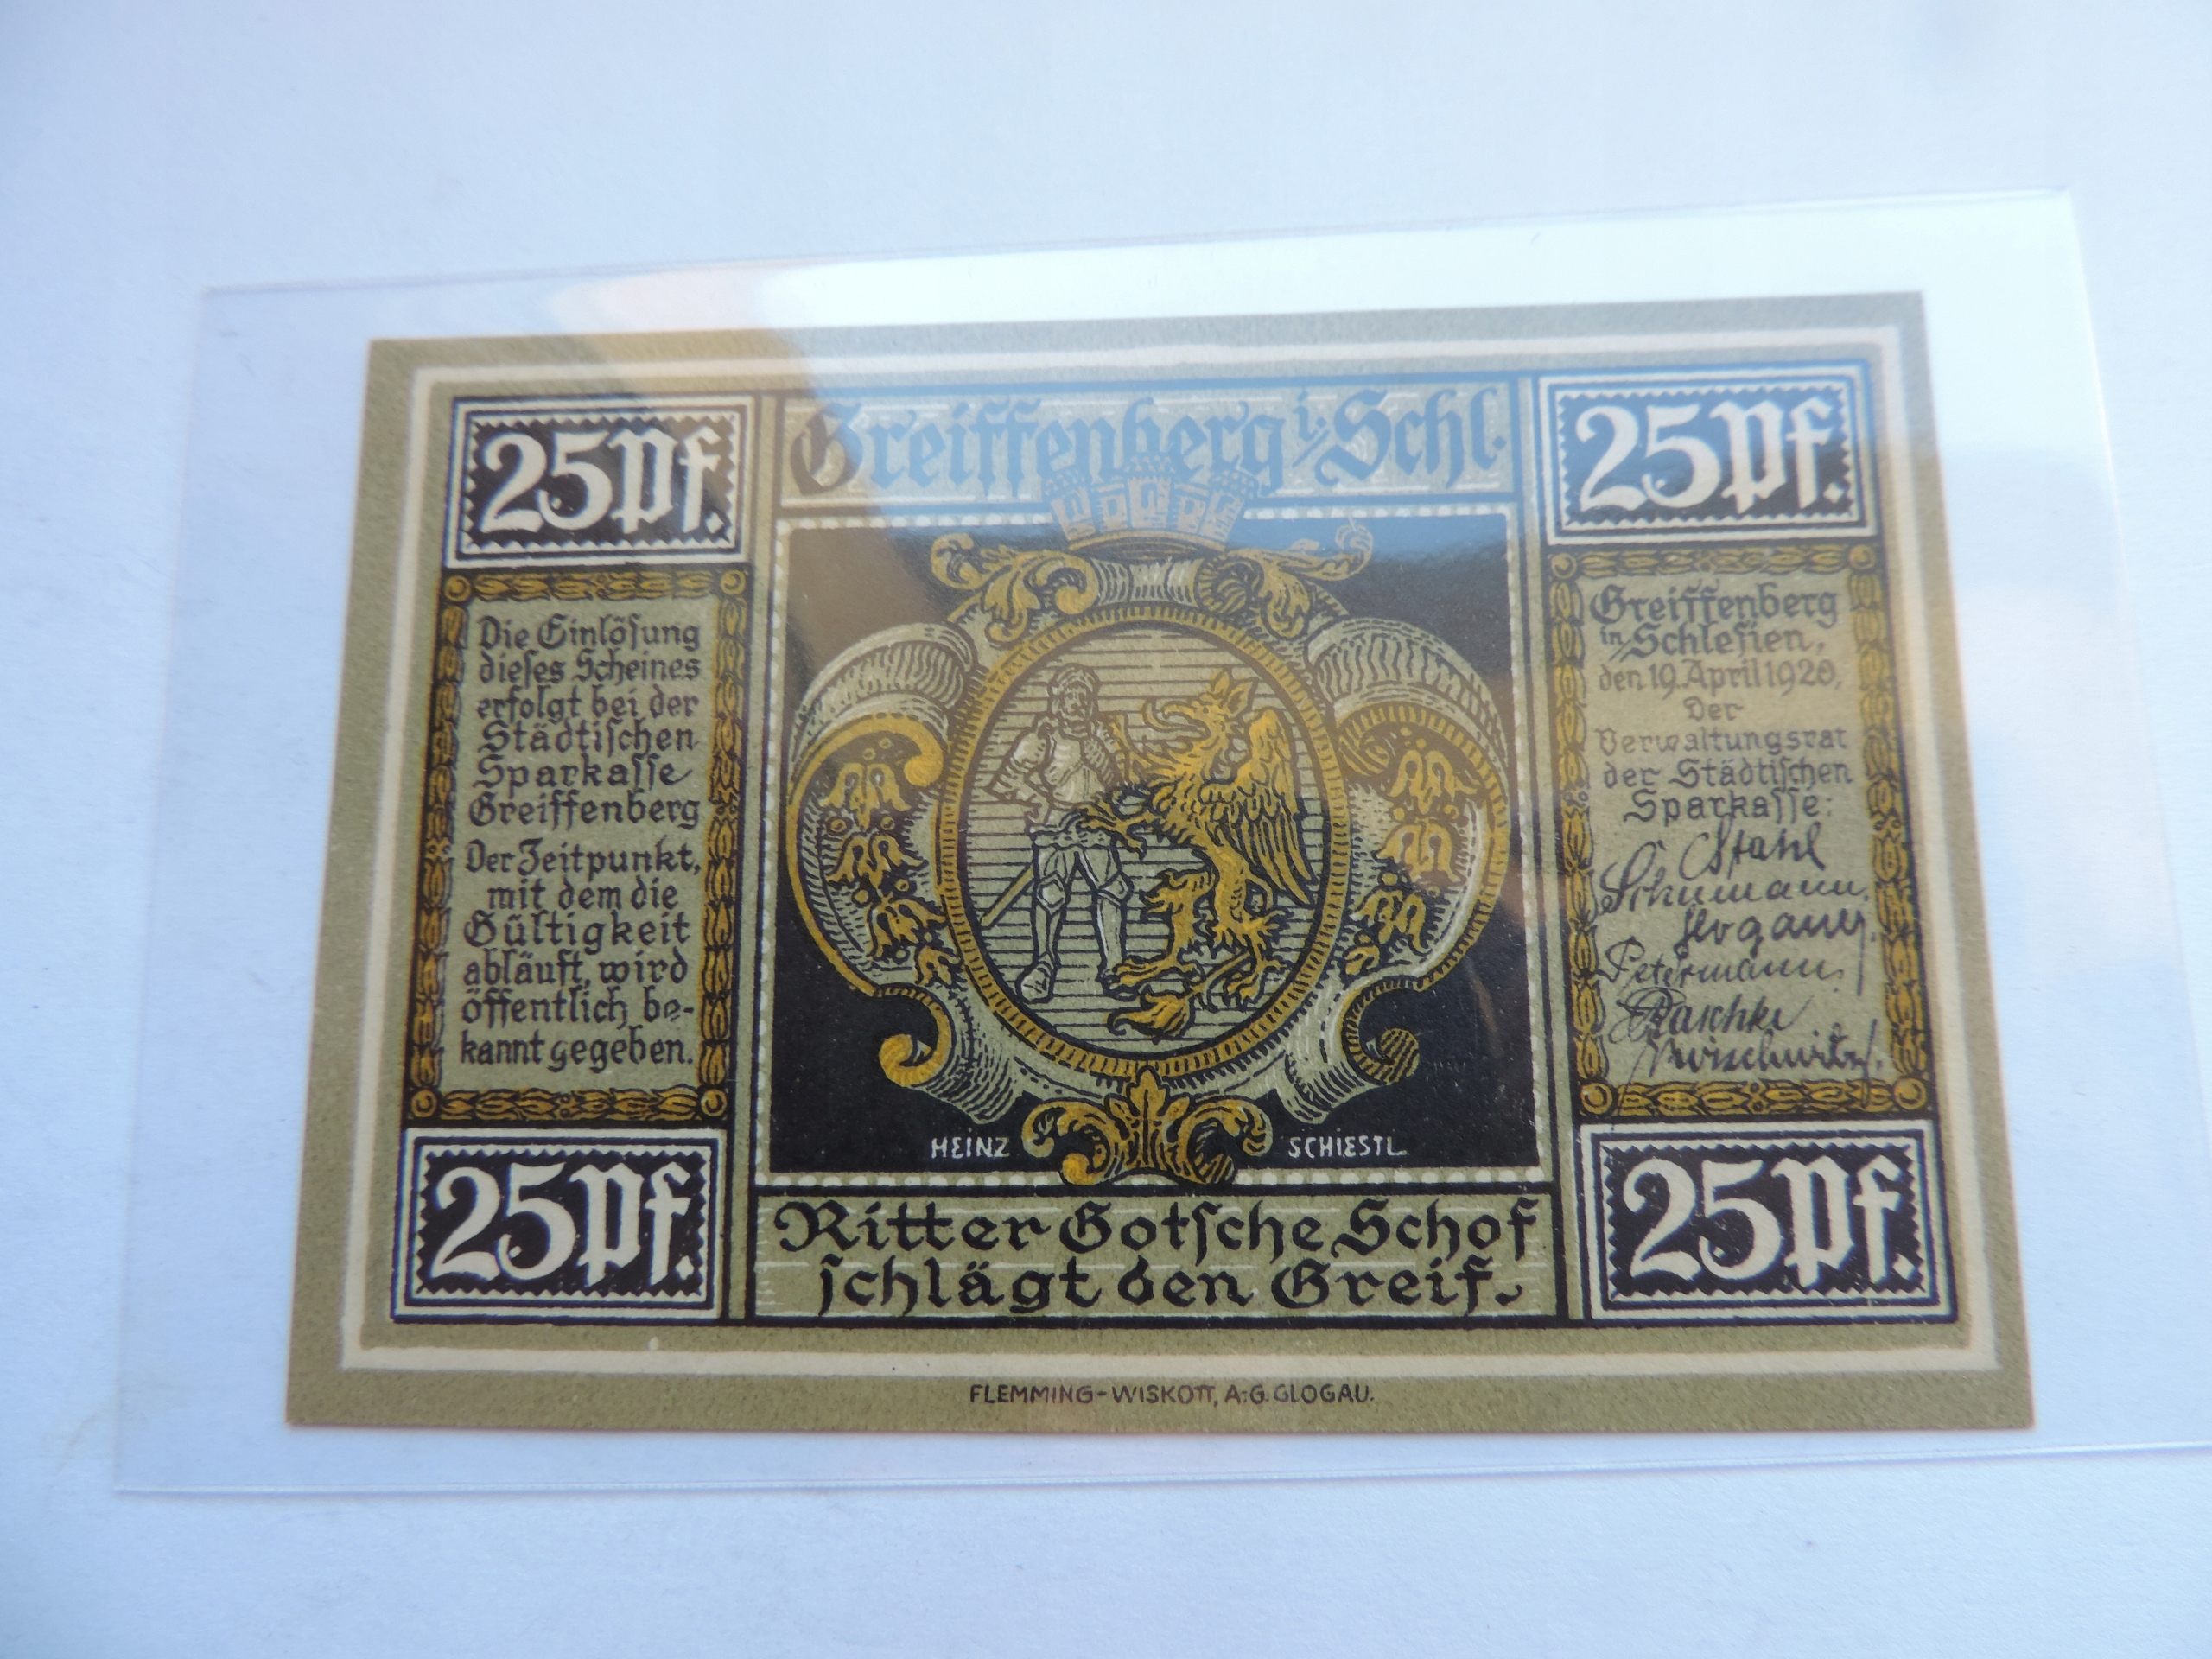 25 Pf.
Greiffenberg i/Schl.
25 Pf.
Die Einlösung
dieſes Scheines
erfolgt bei der
Städtiſchen
Sparkaſſe
Greiffenberg
Der Zeitpunkt,
mit dem die
Gültigkeit
abläuft, wird
öffentlich be-
kannt gegeben.
Greiffenberg
in Schleſien,
den 19. April 1920,
Der
Verwaltungsrat
der Städtiſchen
Sparkaſſe:
Stahl
Schumann.
Petermann.
Paschke
HEINZ SCHIESTL
25 Pf.
Ritter Gotſche Schof
ſchlägt den Greif.
25 Pf.
FLEMMING-WISKOTT, A.-G. GLOGAU.